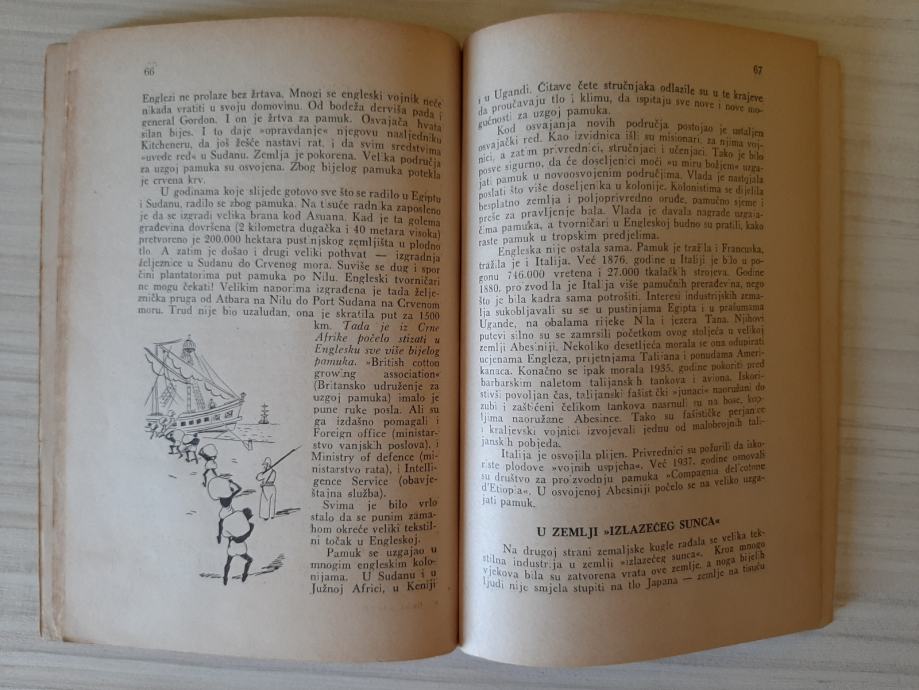 66
Englezi ne prolaze bez žrtava. Mnogi se engleski vojnik neće
nikada vratiti u svoju domovinu. Od bodeža derviša pada i
general Gordon. I on je žrtva za pamuk. Osvajača hvata
silan bijes. I to daje »opravdanje« njegovu nasljedniku
Kitcheneru, da još žešće nastavi rat, i da svim sredstvima
»uvede red« u Sudanu. Zemlja je pokorena. Velika područja
za uzgoj pamuka su osvojena. Zbog bijelog pamuka potekla
je crvena krv.
U godinama koje slijede gotovo sve što se radilo u Egiptu
i Sudanu, radilo se zbog pamuka. Na tisuće radnika zaposleno
je da se izgradi velika brana kod Asuana. Kad je ta golema
građevina dovršena (2 kilometra dugačka i 40 metara visoka)
pretvoreno je 200.000 hektara pustinjskog zemljišta u plodno
tlo. A zatim je došao i drugi veliki pothvat — izgradnja
željeznice u Sudanu do Crvenog mora. Suviše je dug i spor
čini plantatorima put pamuka po Nilu. Engleski tvorničari
ne mogu čekati! Velikim naporima izgrađena je tada želje-
znička pruga od Atbara na Nilu do Port Sudana na Crvenom
moru. Trud nije bio uzaludan, ona je skratila put za 1500
km. Tada je iz Crne
Afrike počelo stizati u
Englesku sve više bijelog
pamuka. »British cotton
growing association«
(Britansko udruženje za
uzgoj pamuka) imalo je
pune ruke posla. Ali su
ga izdašno pomagali i
Foreign office (ministar-
stvo vanjskih poslova), i
Ministry of defence (mi-
nistarstvo rata), i Intelli-
gence Service (obavje-
štajna služba).
Svima je bilo vrlo
stalo da se punim zama-
hom okreće veliki tekstil-
ni točak u Engleskoj.
Pamuk se uzgajao u
mnogim engleskim kolo-
nijama. U Sudanu i u
Južnoj Africi, u Keniji
67
i u Ugandi. Čitave čete stručnjaka odlazile su u te krajeve
da proučavaju tlo i klimu, da ispitaju sve nove i nove mo-
gućnosti za uzgoj pamuka.
Kod osvajanja novih područja postojao je ustaljen
osvajački red. Kao izvidnica išli su misionari, za njima vojni-
ci, a zatim privrednici, stručnjaci i učenjaci. Tako je bilo
posve sigurno, da će doseljenici moći »u miru božjem« uzga-
jati pamuk u novoosvojenim područjima. Vlada je nastojala
poslati što više doseljenika u kolonije. Kolonistima se dijelila
besplatno zemlja i poljoprivredno oruđe, pamučno sjeme i
preše za pravljenje bala. Vlada je davala nagrade uzgaja-
čima pamuka, a tvorničari u Engleskoj budno su pratili, kako
raste pamuk u tropskim predjelima.
Engleska nije ostala sama. Pamuk je tražila i Francuska,
tražila je i Italija. Već 1876. godine u Italiji je bilo u po-
gonu 746.000 vretena i 27.000 tkalačkih strojeva. Godine
1880. proizvodila je Italija više pamučnih prerađevina, nego
što je bila kadra sama potrošiti. Interesi industrijskih zema-
lja sukobljavali su se u pustinjama Egipta i u prašumama
Ugande, na obalama rijeke Nila i jezera Tana. Njihovi
putevi silno su se zamrsili početkom ovog stoljeća u velikoj
zemlji Abesiniji. Nekoliko desetljeća morala se ona odupirati
ucjenama Engleza, prijetnjama Talijana i ponudama Ameri-
kanaca. Konačno se ipak morala 1935. godine pokoriti pred
barbarskim naletom talijanskih tankova i aviona. Iskori-
stivši povoljan čas, talijanski fašistički »junaci« naoružani do
zubi i zaštićeni čelikom tankova nasrnuli su na bose, kop-
ljima naoružane Abesince. Tako su fašističke perjanice
i kraljevski vojnici izvojevali jednu od malobrojnih tali-
janskih pobjeda.
Italija je osvojila plijen. Privrednici su požurili da isko-
riste plodove »vojnih uspjeha«. Već 1937. godine osnovali
su društvo za proizvodnju pamuka »Compagnia del cotone
d'Etiopia«. U osvojenoj Abesiniji počelo se na veliko uzga-
jati pamuk.
U ZEMLJI »IZLAZEĆEG SUNCA«
Na drugoj strani zemaljske kugle rađala se velika tek-
stilna industrija u zemlji »izlazećeg sunca«. Kroz mnogo
vjekova bila su zatvorena vrata ove zemlje, a noga bijelih
ljudi nije smjela stupiti na tlo Japana — zemlje na tisuću